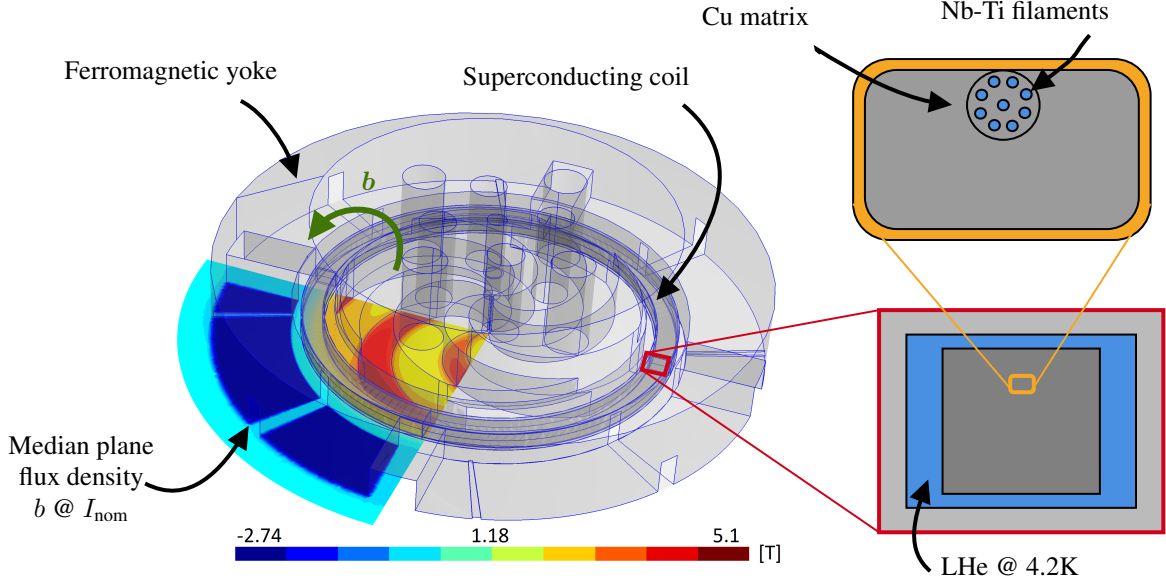 Cu matrix
Nb-Ti filaments
Ferromagnetic yoke
Superconducting coil
b
Median plane
flux density
b @ Inom
-2.74
1.18
5.1
[T]
LHe @ 4.2K